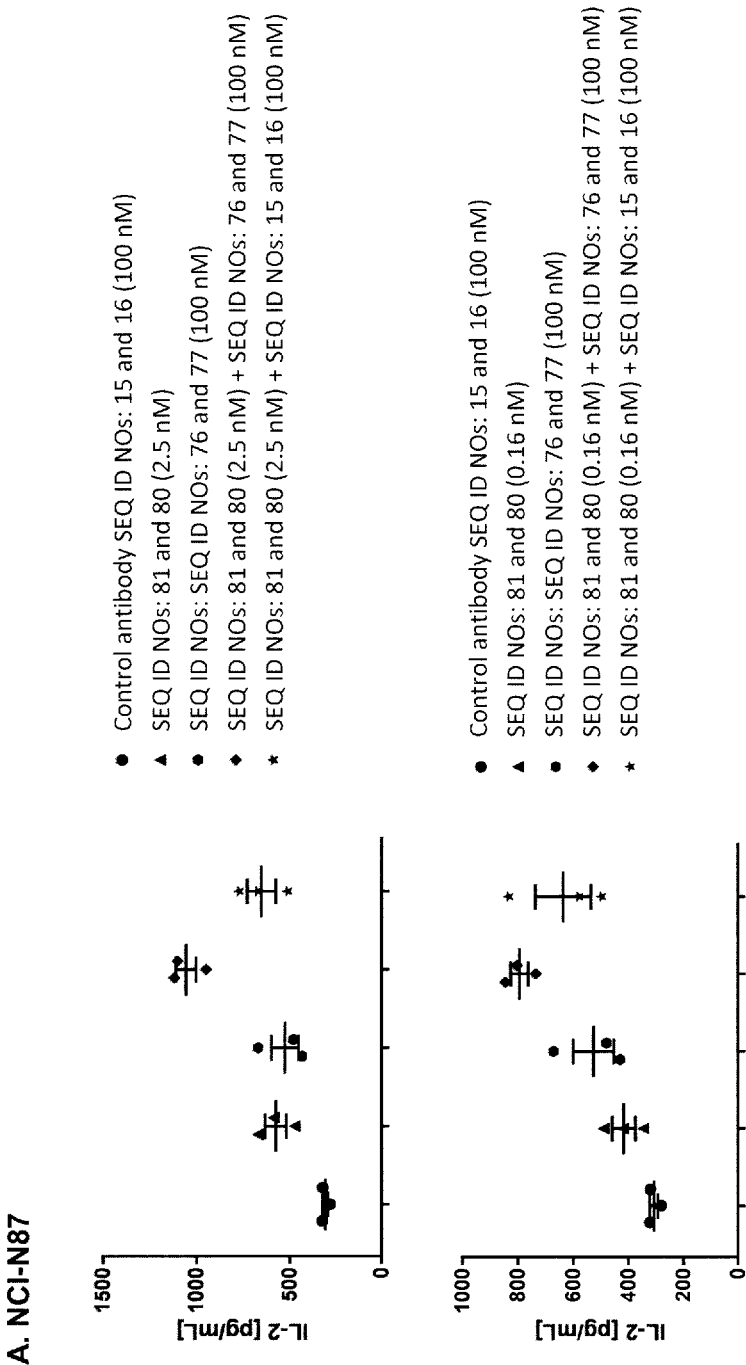 A. NCI-N87
IL-2 [pg/mL]
1500
1000
500
0
Control antibody SEQ ID NOs: 15 and 16 (100 nM)
SEQ ID NOs: 81 and 80 (2.5 nM)
SEQ ID NOs: SEQ ID NOs: 76 and 77 (100 nM)
SEQ ID NOs: 81 and 80 (2.5 nM) + SEQ ID NOs: 76 and 77 (100 nM)
SEQ ID NOs: 81 and 80 (2.5 nM) + SEQ ID NOs: 15 and 16 (100 nM)
IL-2 [pg/mL]
1000
800
600
400
200
0
Control antibody SEQ ID NOs: 15 and 16 (100 nM)
SEQ ID NOs: 81 and 80 (0.16 nM)
SEQ ID NOs: SEQ ID NOs: 76 and 77 (100 nM)
SEQ ID NOs: 81 and 80 (0.16 nM) + SEQ ID NOs: 76 and 77 (100 nM)
SEQ ID NOs: 81 and 80 (0.16 nM) + SEQ ID NOs: 15 and 16 (100 nM)